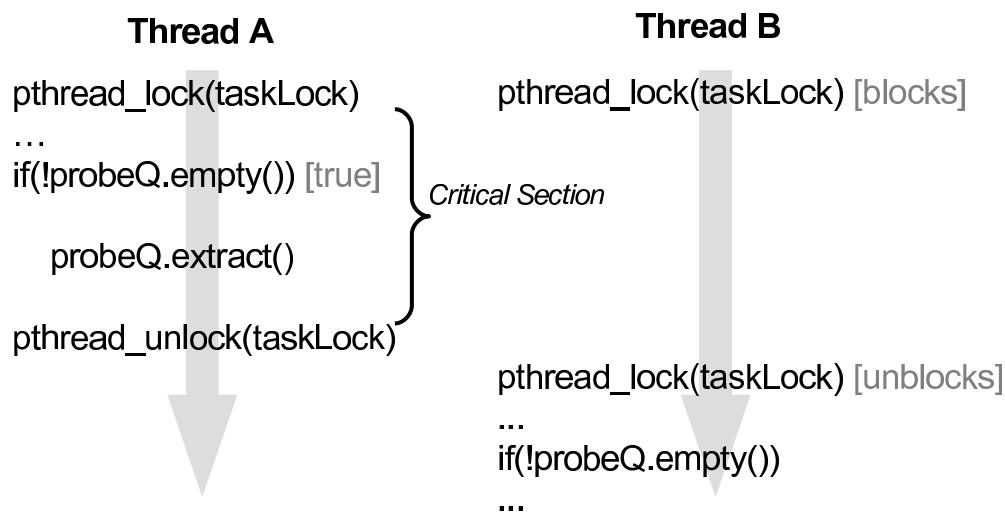 Thread A
pthread_lock(taskLock)
…
if(!probeQ.empty()) [true]
probeQ.extract()
pthread_unlock(taskLock)
Critical Section
Thread B
pthread_lock(taskLock) [blocks]
pthread_lock(taskLock) [unblocks]
...
if(!probeQ.empty())
...